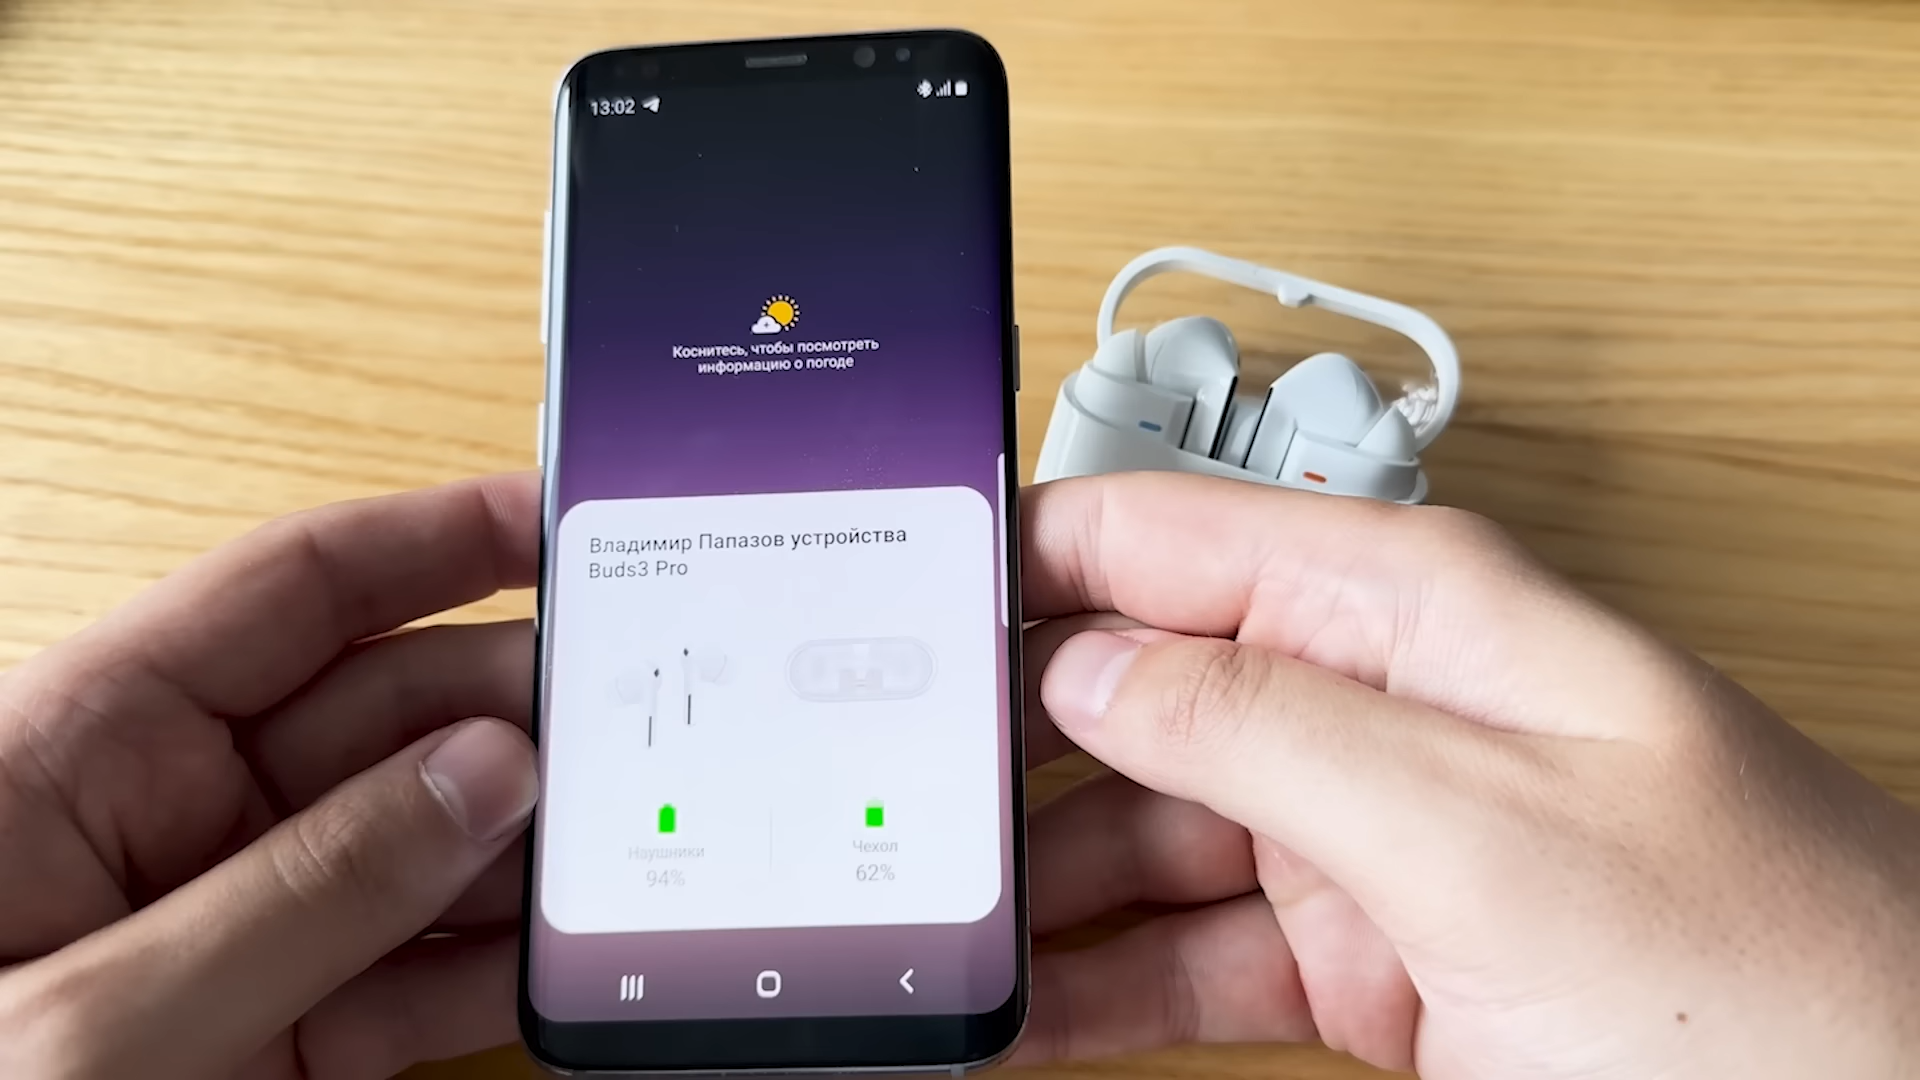 13:02
Коснитесь, чтобы посмотреть
информацию о погоде
Владимир Папазов устройства
Buds3 Pro
Наушники
94%
Чехол
62%